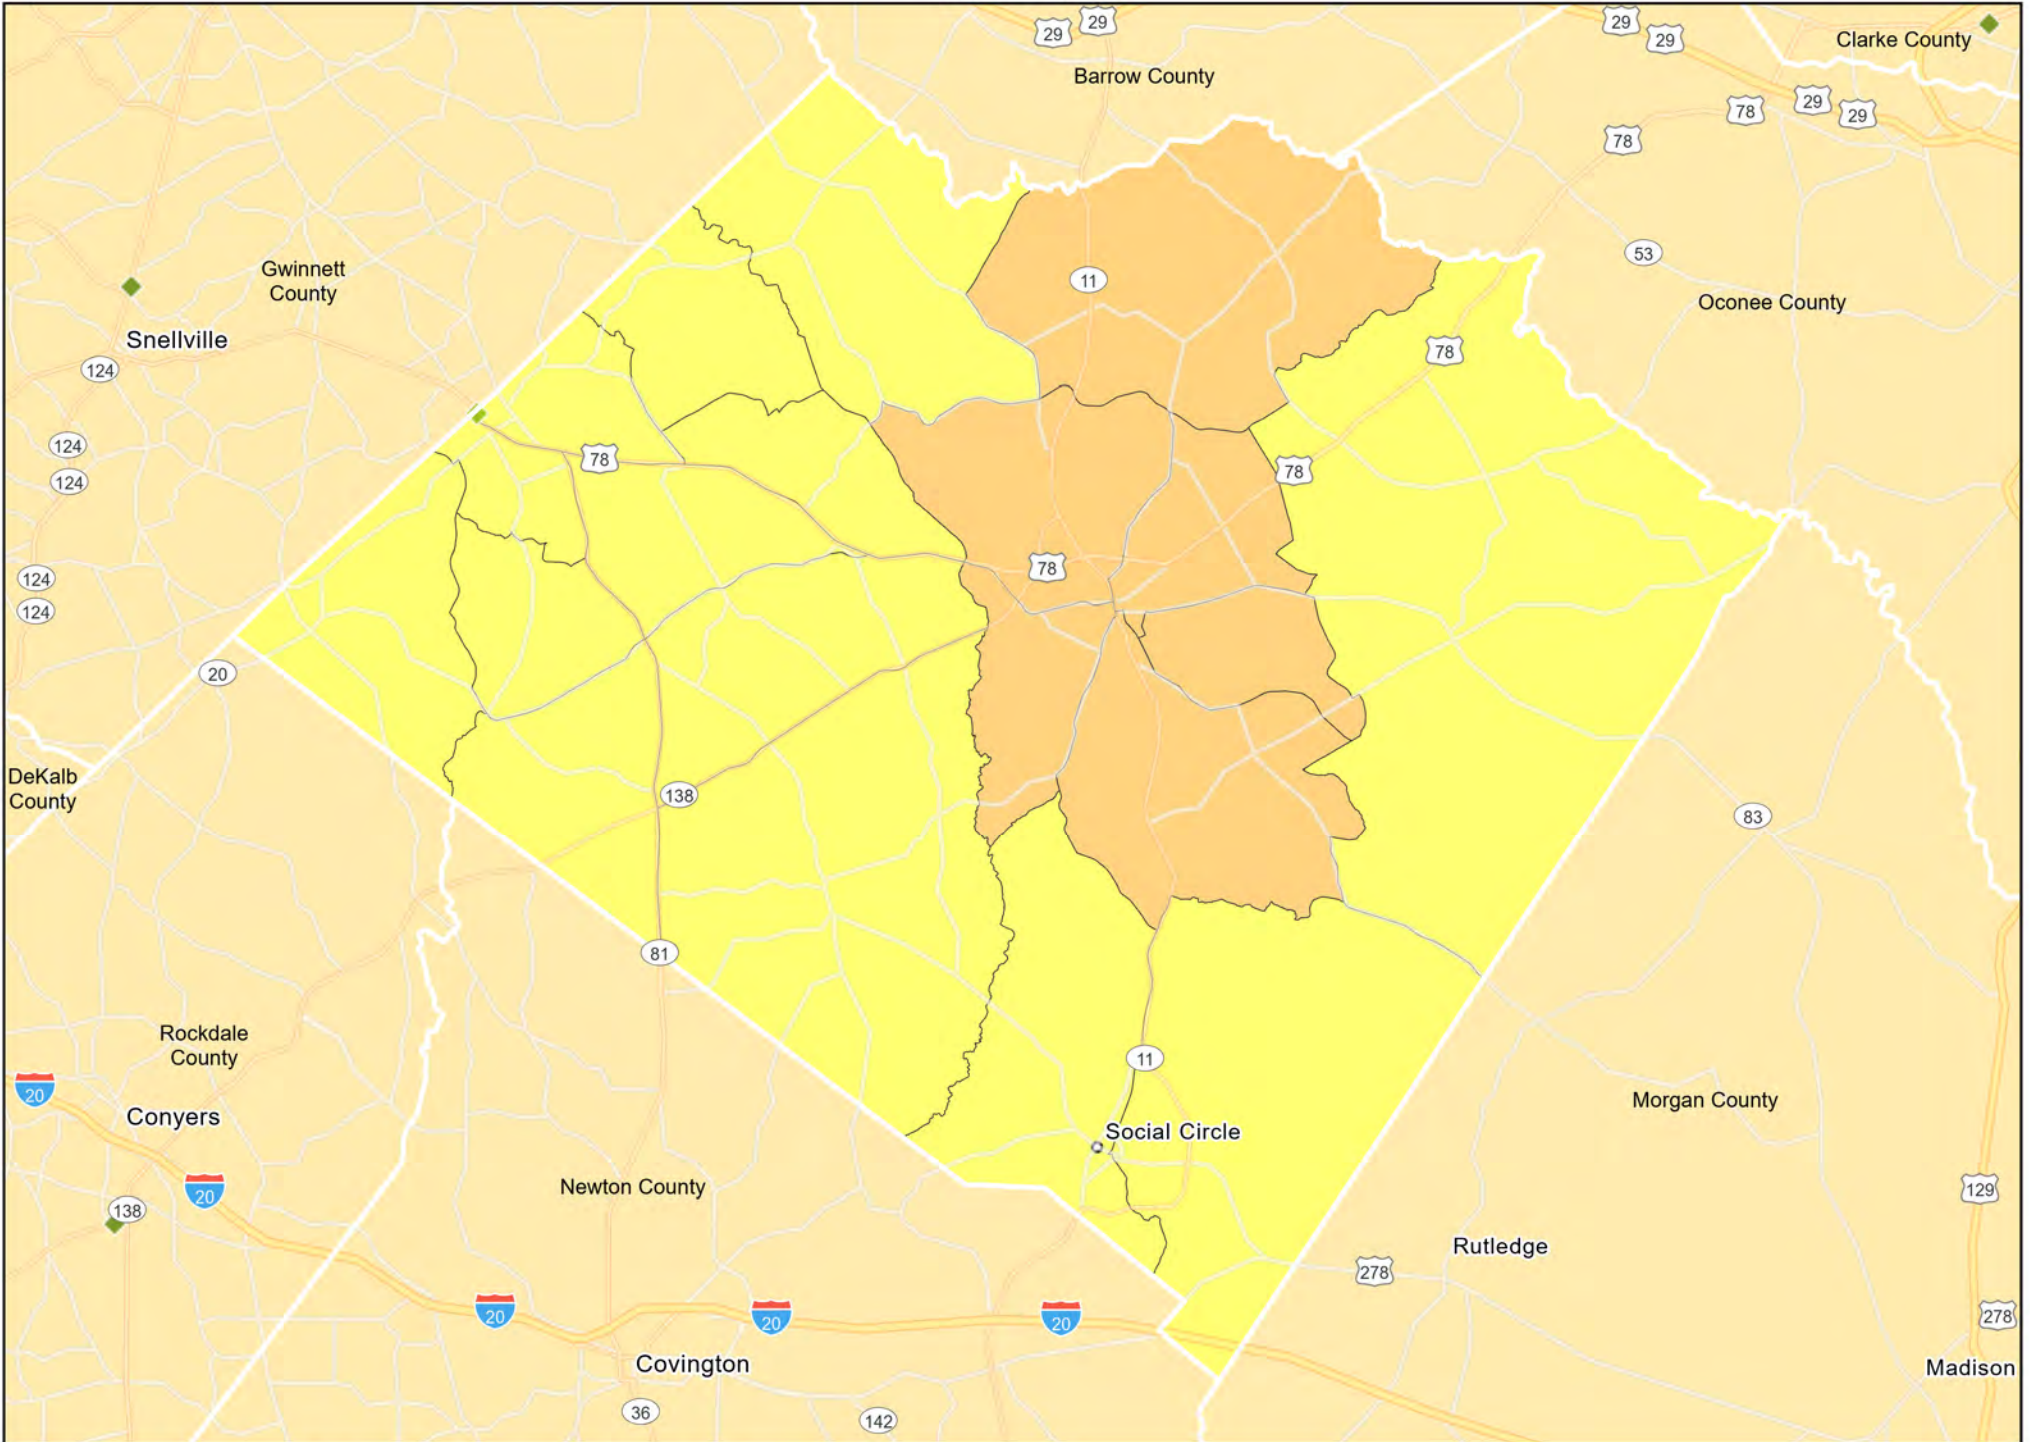 29
29
29
29
Clarke County
Barrow County
78
29
29
78
53
Gwinnett
County
11
Oconee County
Snellville
78
124
124
78
78
124
78
124
124
20
DeKalb
County
138
83
81
Rockdale
County
11
20
Conyers
Morgan County
Social Circle
20
Newton County
129
138
Rutledge
278
20
20
20
278
Covington
Madison
36
142